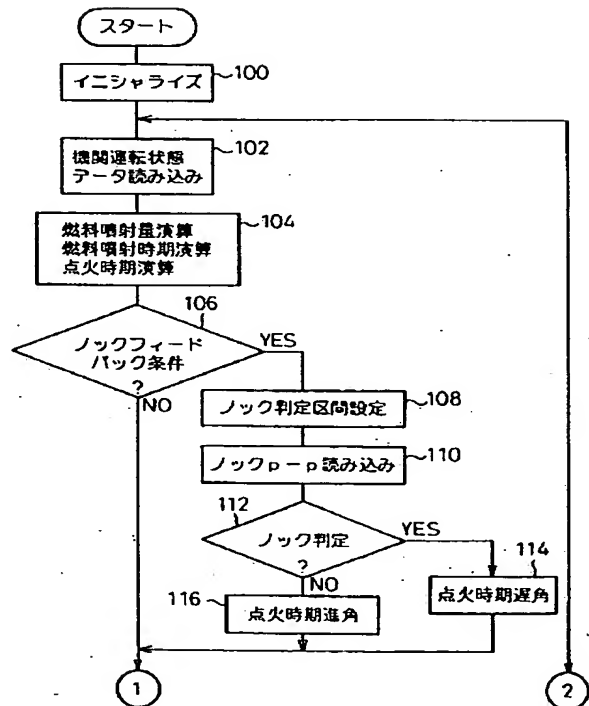 スタート
イニシャライズ
100
102
機関運転状態
データ読み込み
104
燃料噴射量演算
燃料噴射時期演算
点火時期演算
106
ノックフィード
バック条件
?
YES
NO
ノック判定区間設定
108
ノックp-p読み込み
110
112
ノック判定
?
YES
NO
114
点火時期遅角
116
点火時期進角
1
2